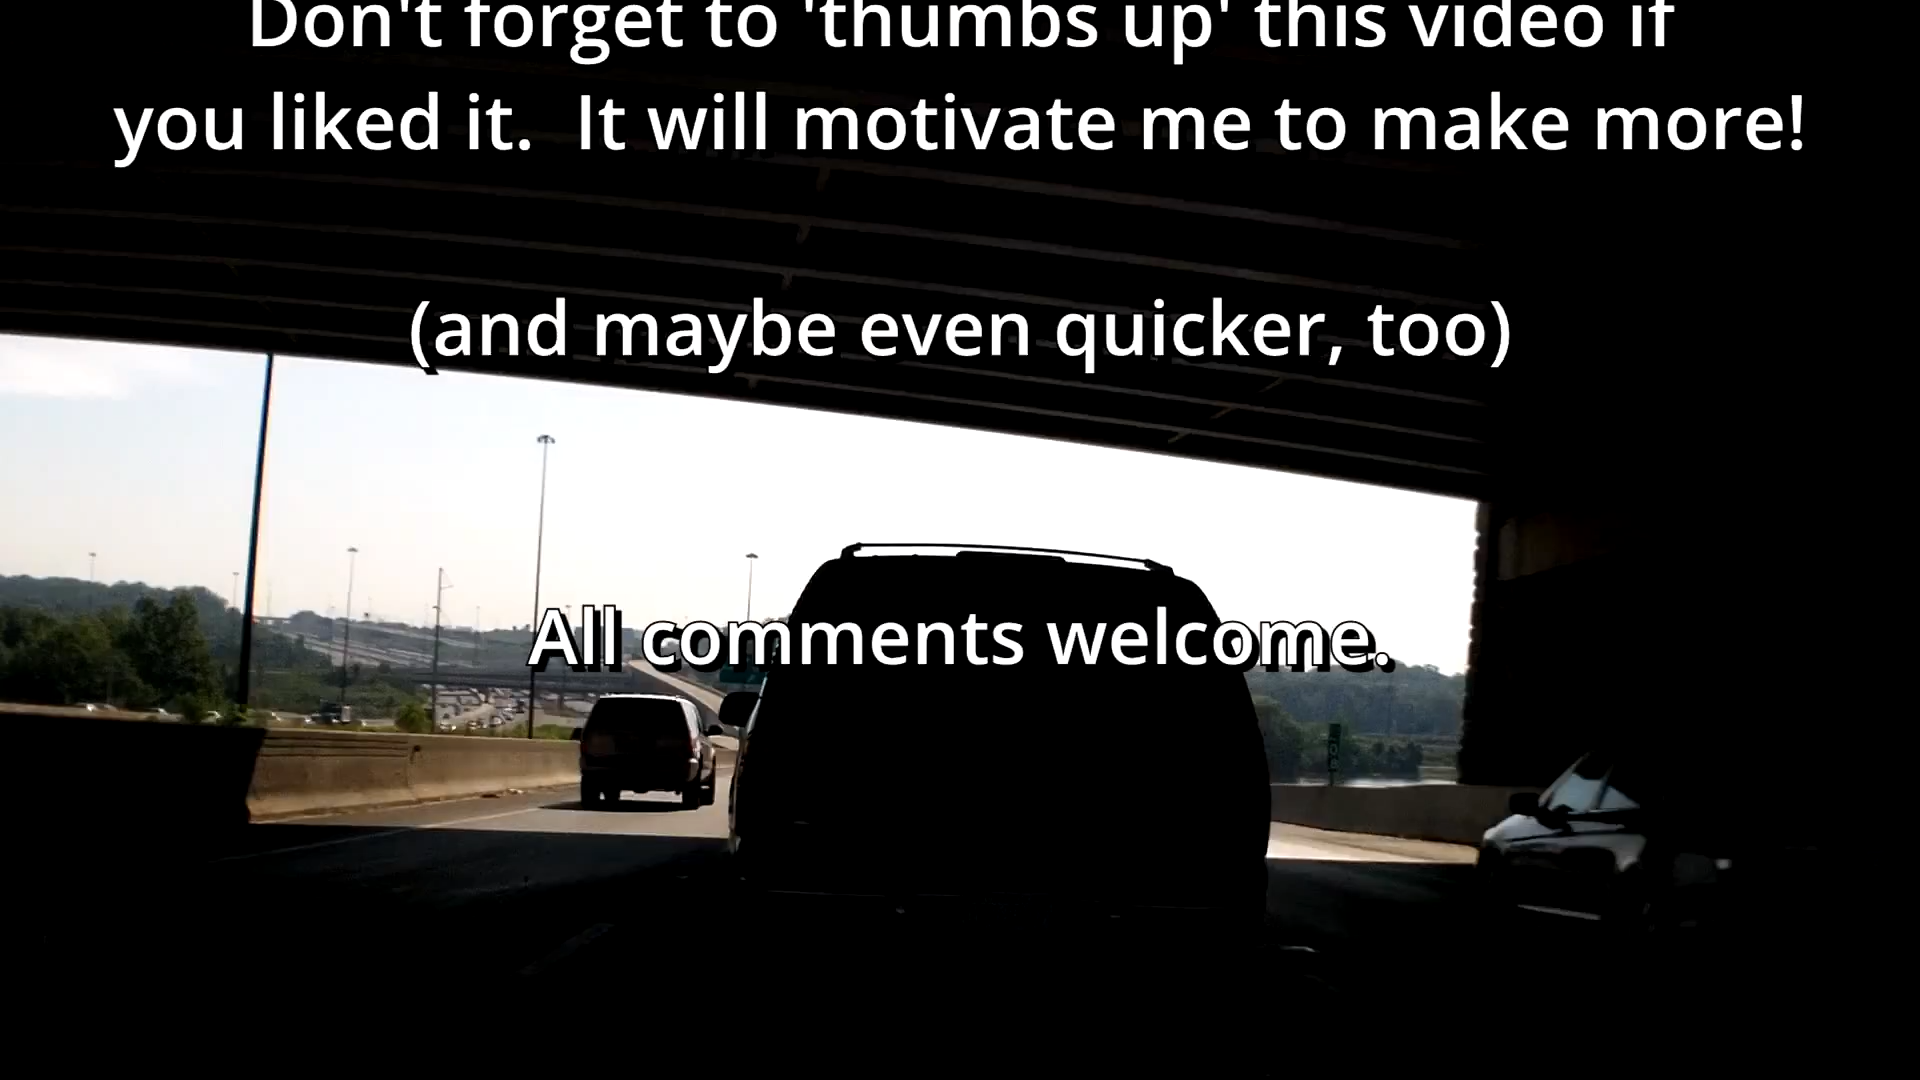 Don't forget to 'thumbs up' this video if
you liked it.  It will motivate me to make more!
(and maybe even quicker, too)
All comments welcome.